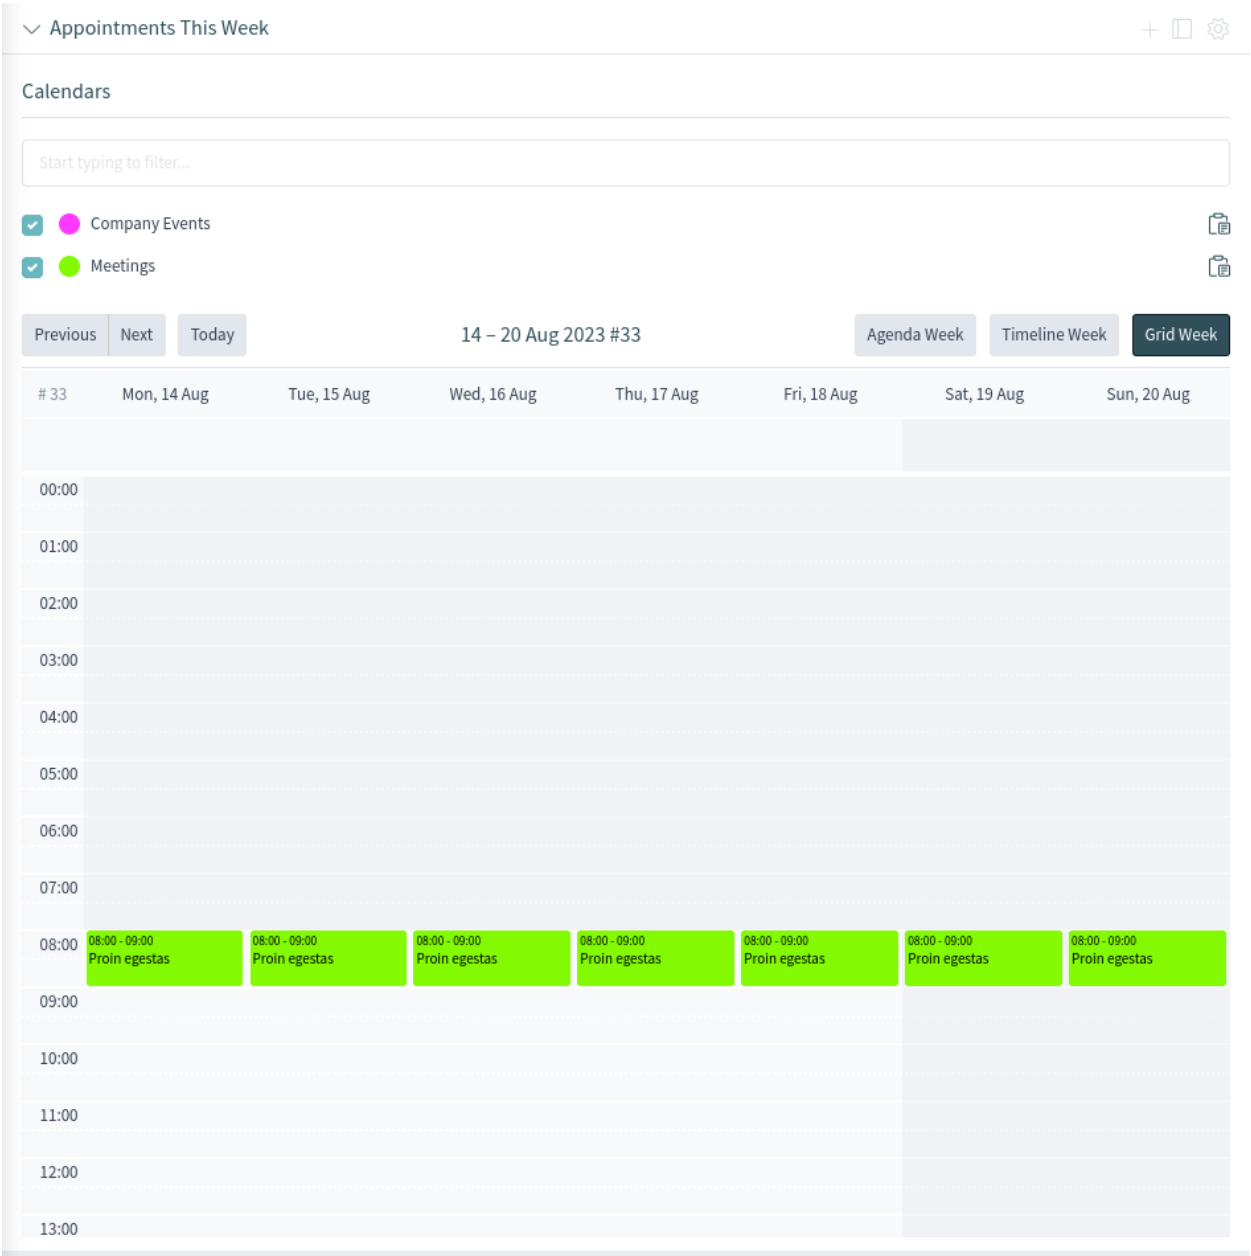 Appointments This Week
Calendars
Start typing to filter...
Company Events
Meetings
Previous Next Today 14 – 20 Aug 2023 #33 Agenda Week Timeline Week Grid Week
# 33 Mon, 14 Aug Tue, 15 Aug Wed, 16 Aug Thu, 17 Aug Fri, 18 Aug Sat, 19 Aug Sun, 20 Aug
00:00
01:00
02:00
03:00
04:00
05:00
06:00
07:00
08:00 08:00 - 09:00 08:00 - 09:00 08:00 - 09:00 08:00 - 09:00 08:00 - 09:00 08:00 - 09:00 08:00 - 09:00
Proin egestas Proin egestas Proin egestas Proin egestas Proin egestas Proin egestas Proin egestas
09:00
10:00
11:00
12:00
13:00